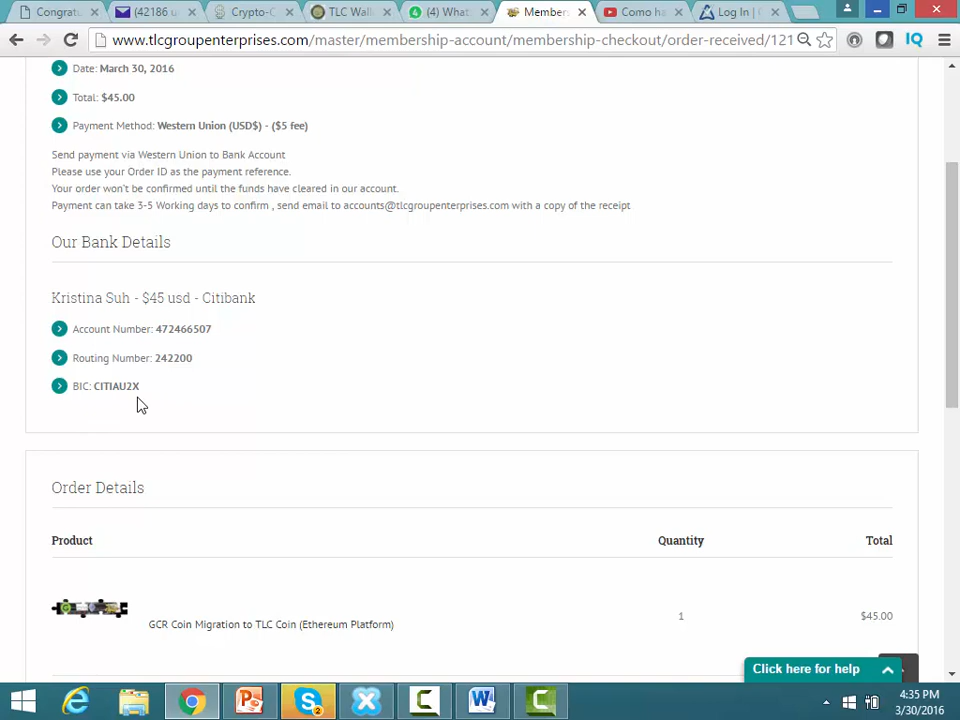 Congratu
(42186 u
Crypto-C
TLC Wall
(4) What
Member
Como ha
Log In |
www.tlcgroupenterprises.com/master/membership-account/membership-checkout/order-received/121
IQ
Date: March 30, 2016
Total: $45.00
Payment Method: Western Union (USD$) - ($5 fee)
Send payment via Western Union to Bank Account
Please use your Order ID as the payment reference.
Your order won't be confirmed until the funds have cleared in our account.
Payment can take 3-5 Working days to confirm , send email to accounts@tlcgroupenterprises.com with a copy of the receipt
Our Bank Details
Kristina Suh - $45 usd - Citibank
Account Number: 472466507
Routing Number: 242200
BIC: CITIAU2X
Order Details
Product Quantity Total
GCR Coin Migration to TLC Coin (Ethereum Platform) 1 $45.00
Click here for help
4:35 PM
3/30/2016